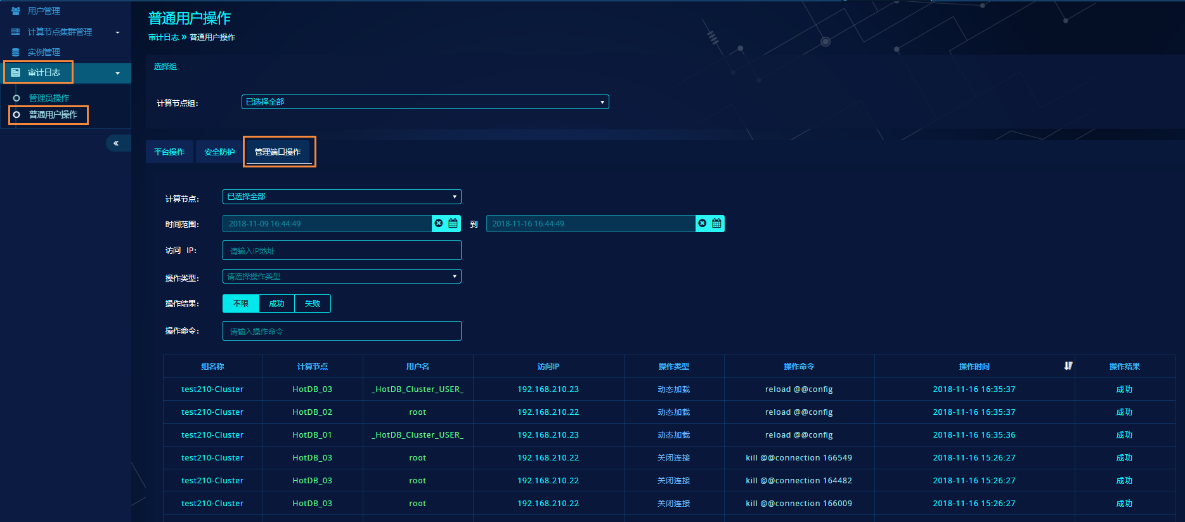 用户管理
计算节点集群管理
实例管理
审计日志
管理员操作
普通用户操作
«
普通用户操作
审计日志 » 普通用户操作
选择组
计算节点组: 已选择全部
平台操作 安全防护 管理端口操作
计算节点: 已选择全部
时间范围: 2018-11-09 16:44:49 到 2018-11-16 16:44:49
访问 IP: 请输入IP地址
操作类型: 请选择操作类型
操作结果: 不限 成功 失败
操作命令: 请输入操作命令
组名称 计算节点 用户名 访问IP 操作类型 操作命令 操作时间 操作结果
test210-Cluster HotDB_03 _HotDB_Cluster_USER_ 192.168.210.23 动态加载 reload @@config 2018-11-16 16:35:37 成功
test210-Cluster HotDB_02 root 192.168.210.22 动态加载 reload @@config 2018-11-16 16:35:37 成功
test210-Cluster HotDB_01 _HotDB_Cluster_USER_ 192.168.210.23 动态加载 reload @@config 2018-11-16 16:35:36 成功
test210-Cluster HotDB_03 root 192.168.210.22 关闭连接 kill @@connection 166549 2018-11-16 15:26:27 成功
test210-Cluster HotDB_03 root 192.168.210.22 关闭连接 kill @@connection 164482 2018-11-16 15:26:27 成功
test210-Cluster HotDB_03 root 192.168.210.22 关闭连接 kill @@connection 166009 2018-11-16 15:26:27 成功